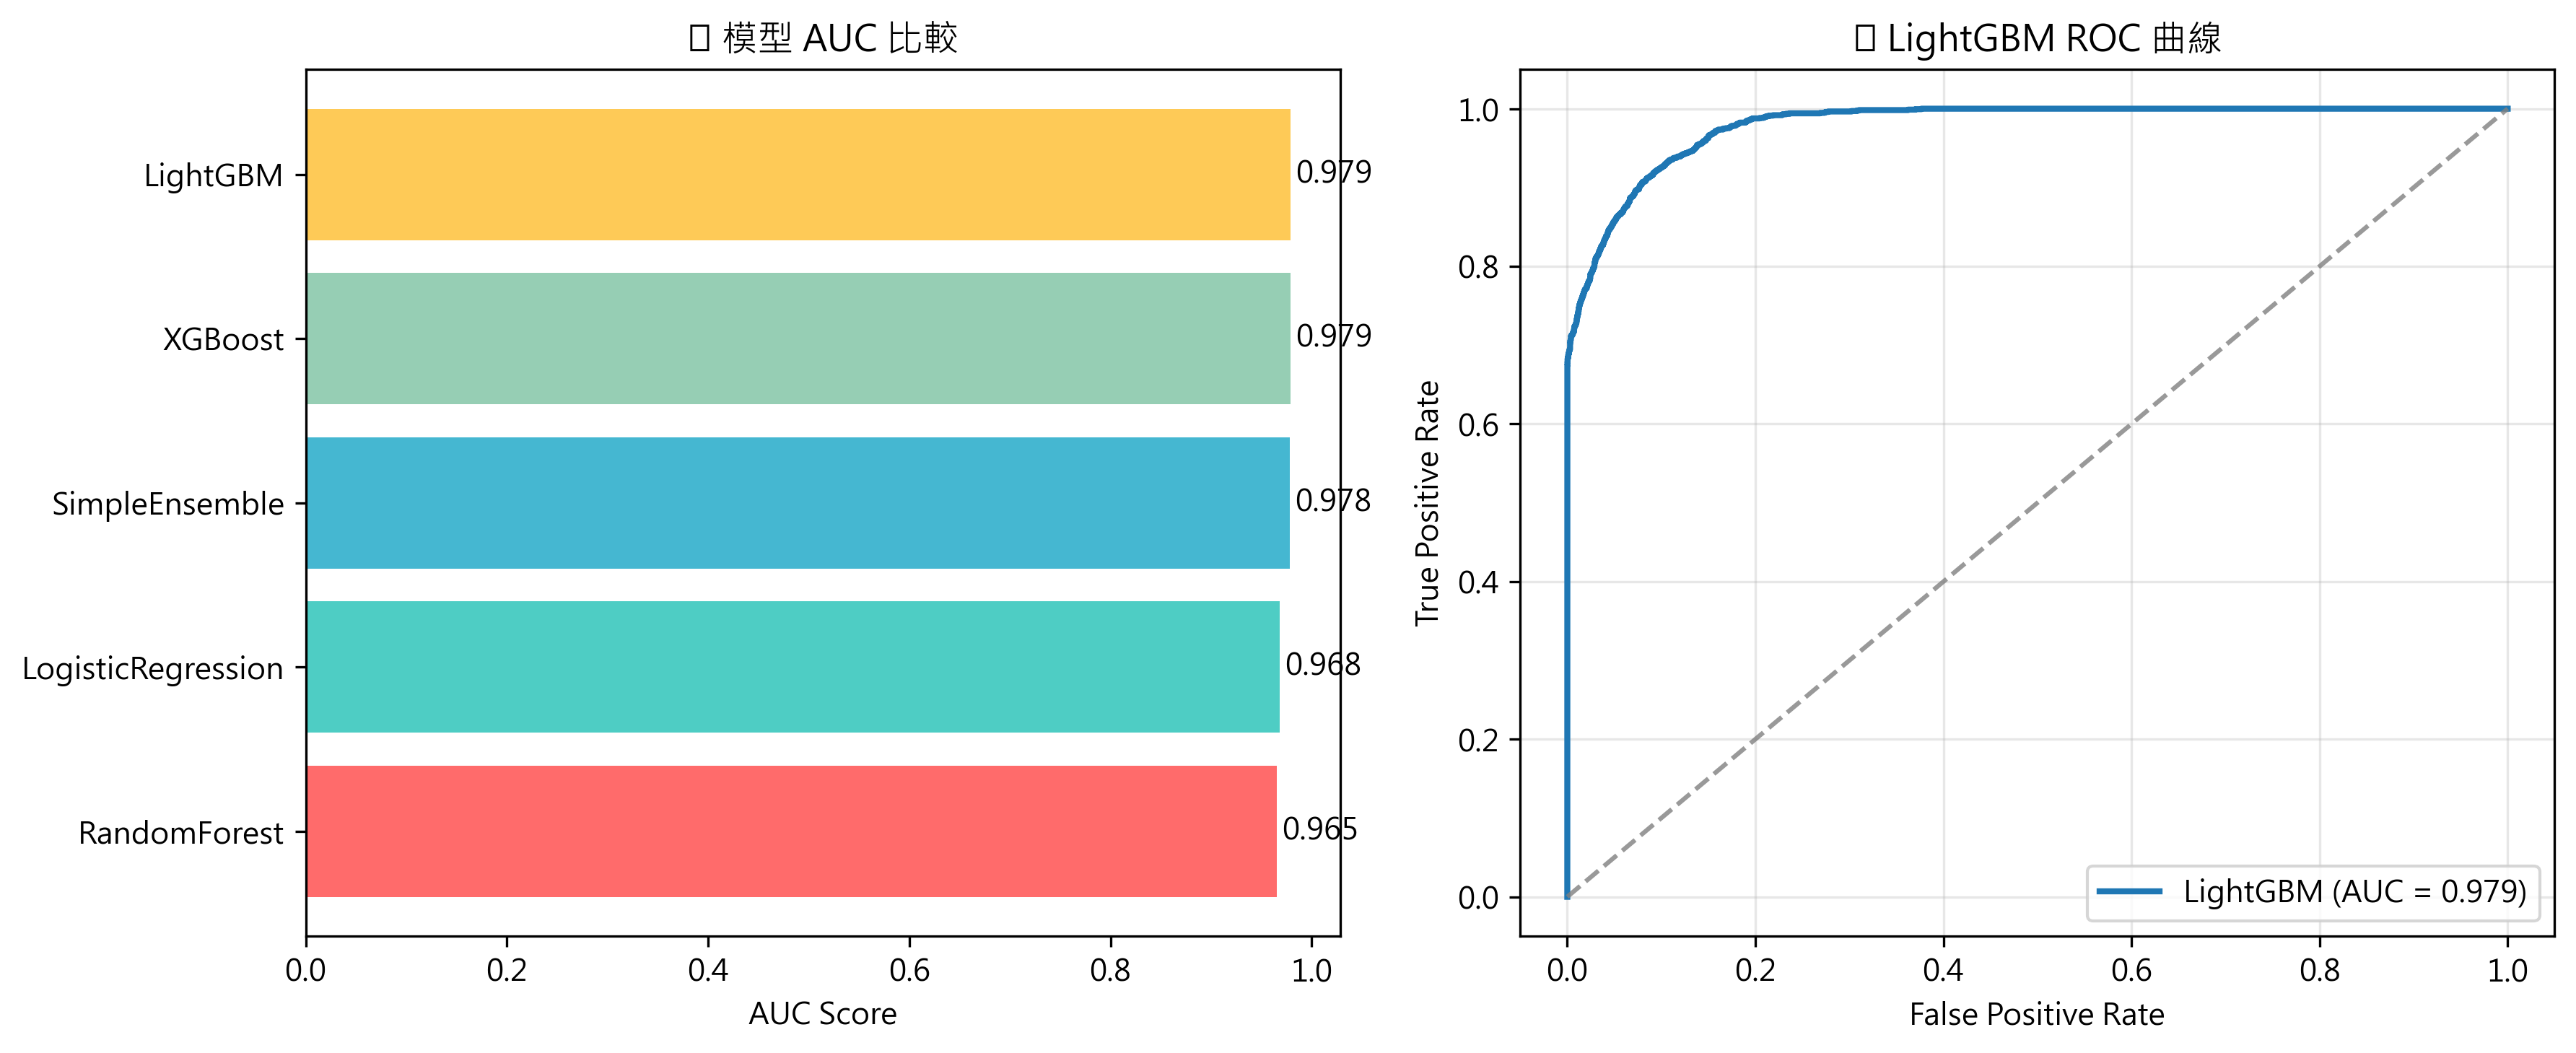 ▯ 模型 AUC 比較
LightGBM
0.979
XGBoost
0.979
SimpleEnsemble
0.978
LogisticRegression
0.968
RandomForest
0.965
0.0 0.2 0.4 0.6 0.8 1.0
AUC Score
▯ LightGBM ROC 曲線
True Positive Rate
1.0
0.8
0.6
0.4
0.2
0.0
LightGBM (AUC = 0.979)
0.0 0.2 0.4 0.6 0.8 1.0
False Positive Rate